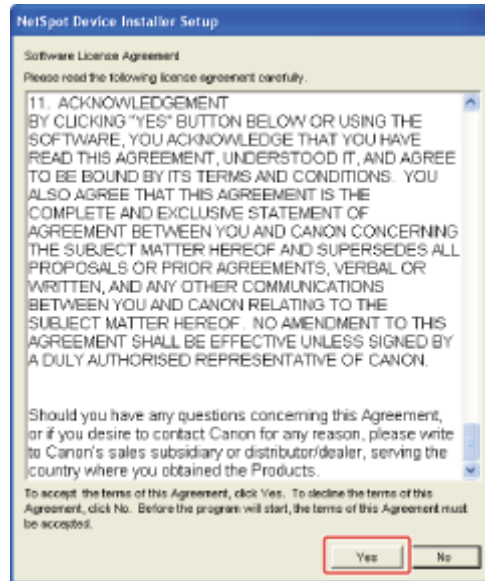 NetSpot Device Installer Setup
Software License Agreement
Please read the following license agreement carefully.
11. ACKNOWLEDGEMENT
BY CLICKING "YES" BUTTON BELOW OR USING THE
SOFTWARE, YOU ACKNOWLEDGE THAT YOU HAVE
READ THIS AGREEMENT, UNDERSTOOD IT, AND AGREE
TO BE BOUND BY ITS TERMS AND CONDITIONS. YOU
ALSO AGREE THAT THIS AGREEMENT IS THE
COMPLETE AND EXCLUSIVE STATEMENT OF
AGREEMENT BETWEEN YOU AND CANON CONCERNING
THE SUBJECT MATTER HEREOF AND SUPERSEDES ALL
PROPOSALS OR PRIOR AGREEMENTS, VERBAL OR
WRITTEN, AND ANY OTHER COMMUNICATIONS
BETWEEN YOU AND CANON RELATING TO THE
SUBJECT MATTER HEREOF. NO AMENDMENT TO THIS
AGREEMENT SHALL BE EFFECTIVE UNLESS SIGNED BY
A DULY AUTHORISED REPRESENTATIVE OF CANON.
Should you have any questions concerning this Agreement,
or if you desire to contact Canon for any reason, please write
to Canon's sales subsidiary or distributor/dealer, serving the
country where you obtained the Products.
To accept the terms of this Agreement, click Yes. To decline the terms of this
Agreement, click No. Before the program will start, the terms of this Agreement must
be accepted.
Yes No